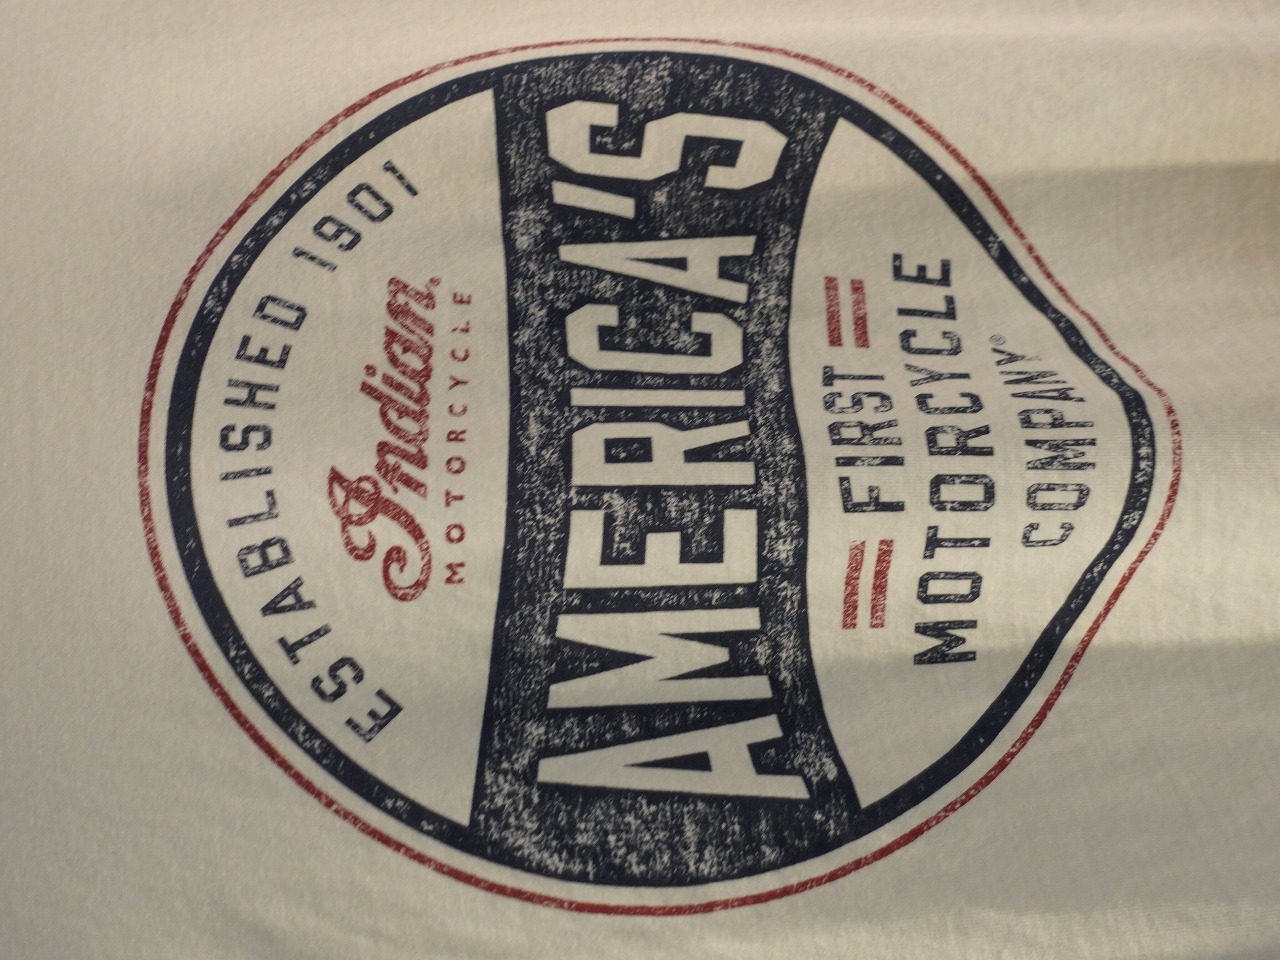 ESTABLISHED 1901
Indian®
MOTORCYCLE
AMERICA'S
FIRST
MOTORCYCLE
COMPANY®